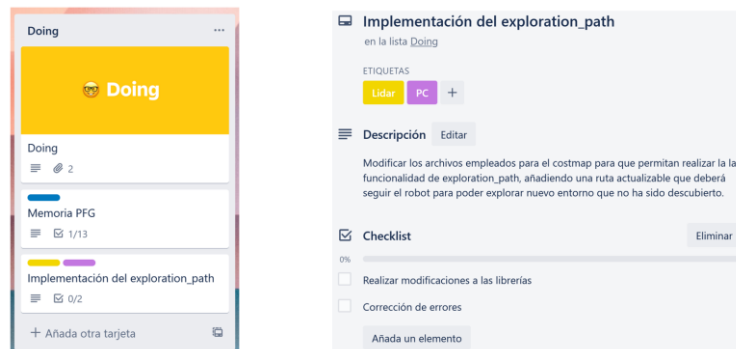 Doing
Doing
Doing
2
Memoria PFG
1/13
Implementación del exploration_path
0/2
+ Añada otra tarjeta
Implementación del exploration_path
en la lista Doing
ETIQUETAS
Lidar PC +
Descripción Editar
Modificar los archivos empleados para el costmap para que permitan realizar la la
funcionalidad de exploration_path, añadiendo una ruta actualizable que deberá
seguir el robot para poder explorar nuevo entorno que no ha sido descubierto.
Checklist Eliminar
0%
Realizar modificaciones a las librerías
Corrección de errores
Añada un elemento